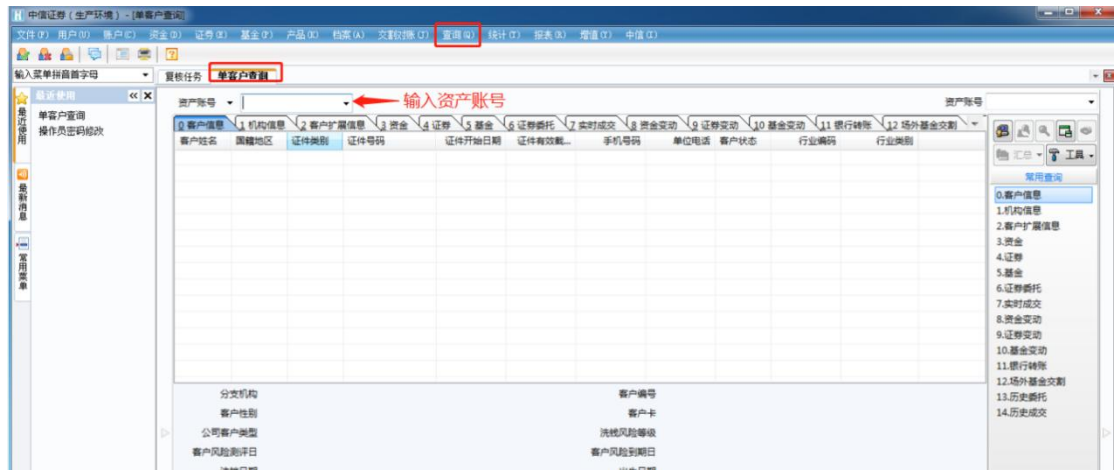 中信证券（生产环境） - [单客户查询]
文件(F) 用户(U) 账户(C) 资金(D) 证券(E) 基金(F) 产品(K) 档案(A) 交割对账(J) 查询(Q) 统计(T) 报表(B) 增值(I) 中信(Z)
输入菜单拼音首字母
复核任务 单客户查询
最近使用
单客户查询
操作员密码修改
最近使用
最新消息
常用菜单
资产账号
输入资产账号
资产账号
0 客户信息 1 机构信息 2 客户扩展信息 3 资金 4 证券 5 基金 6 证券委托 7 实时成交 8 资金变动 9 证券变动 10 基金变动 11 银行转账 12 场外基金交割
客户姓名 国籍地区 证件类别 证件号码 证件开始日期 证件有效截... 手机号码 单位电话 客户状态 行业编码 行业类别
汇总 工具
常用查询
0.客户信息
1.机构信息
2.客户扩展信息
3.资金
4.证券
5.基金
6.证券委托
7.实时成交
8.资金变动
9.证券变动
10.基金变动
11.银行转账
12.场外基金交割
13.历史委托
14.历史成交
分支机构 客户编号
客户性别 客户卡
公司客户类型 洗钱风险等级
客户风险测评日 客户风险到期日